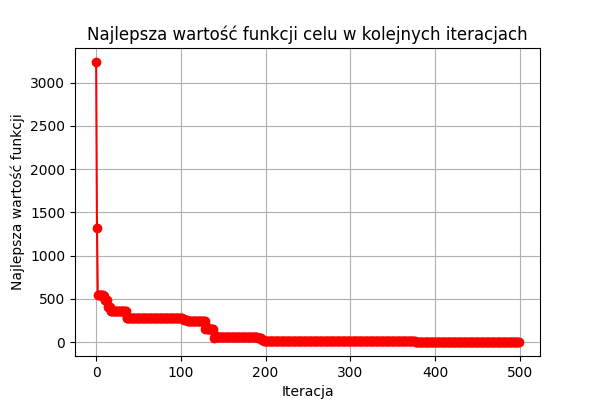 Najlepsza wartość funkcji celu w kolejnych iteracjach
Najlepsza wartość funkcji
3000
2500
2000
1500
1000
500
0
0 100 200 300 400 500
Iteracja